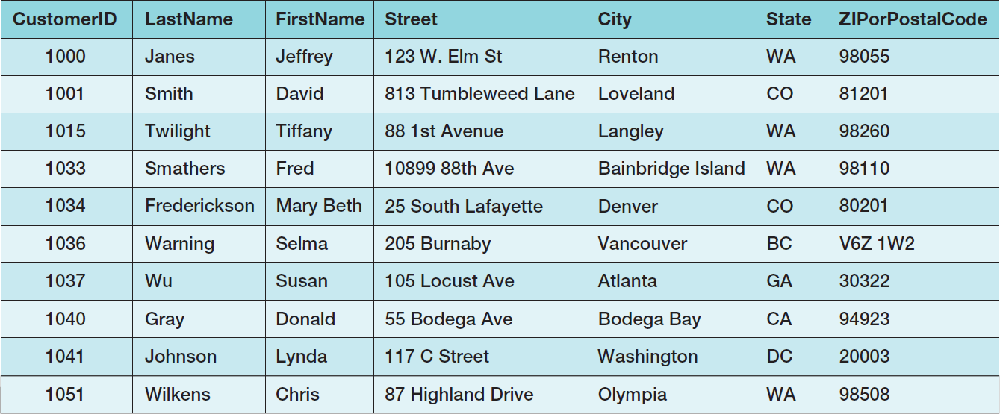 CustomerID LastName FirstName Street City State ZIPorPostalCode
1000 Janes Jeffrey 123 W. Elm St Renton WA 98055
1001 Smith David 813 Tumbleweed Lane Loveland CO 81201
1015 Twilight Tiffany 88 1st Avenue Langley WA 98260
1033 Smathers Fred 10899 88th Ave Bainbridge Island WA 98110
1034 Frederickson Mary Beth 25 South Lafayette Denver CO 80201
1036 Warning Selma 205 Burnaby Vancouver BC V6Z 1W2
1037 Wu Susan 105 Locust Ave Atlanta GA 30322
1040 Gray Donald 55 Bodega Ave Bodega Bay CA 94923
1041 Johnson Lynda 117 C Street Washington DC 20003
1051 Wilkens Chris 87 Highland Drive Olympia WA 98508